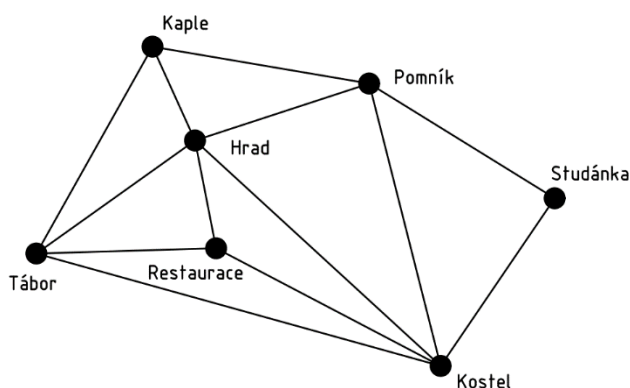 Kaple
Pomník
Hrad
Studánka
Restaurace
Tábor
Kostel